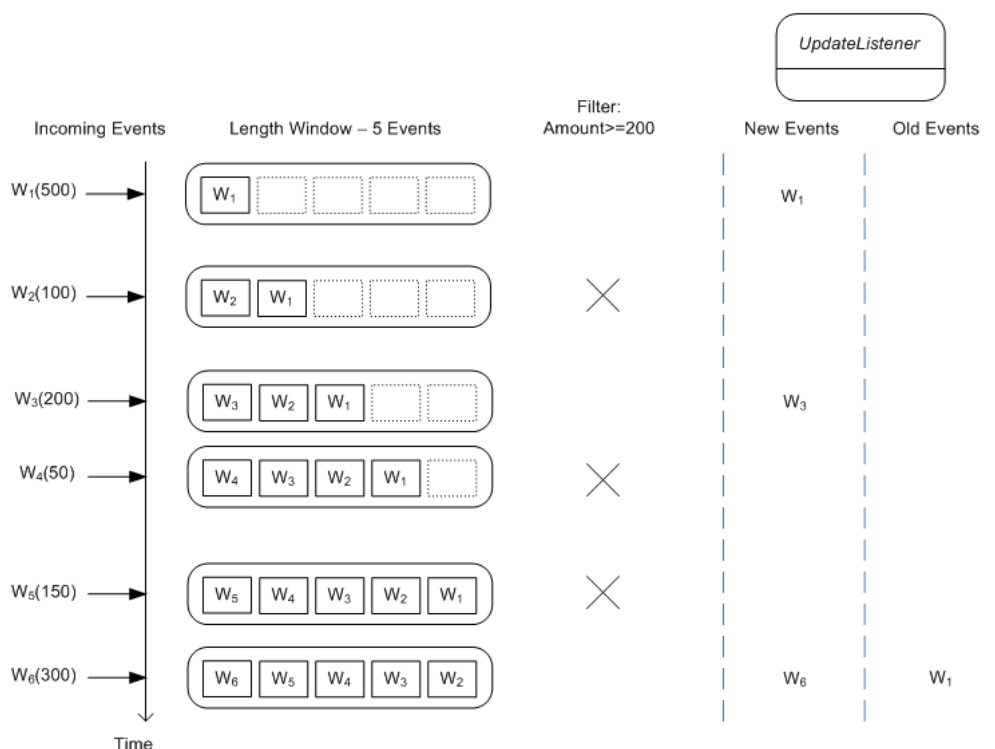 UpdateListener
Filter:
Amount>=200
Incoming Events
Length Window – 5 Events
New Events
Old Events
W₁(500)
W₁
W₁
W₂(100)
W₂ W₁
W₃(200)
W₃ W₂ W₁
W₃
W₄(50)
W₄ W₃ W₂ W₁
W₅(150)
W₅ W₄ W₃ W₂ W₁
W₆(300)
W₆ W₅ W₄ W₃ W₂
W₆
W₁
Time